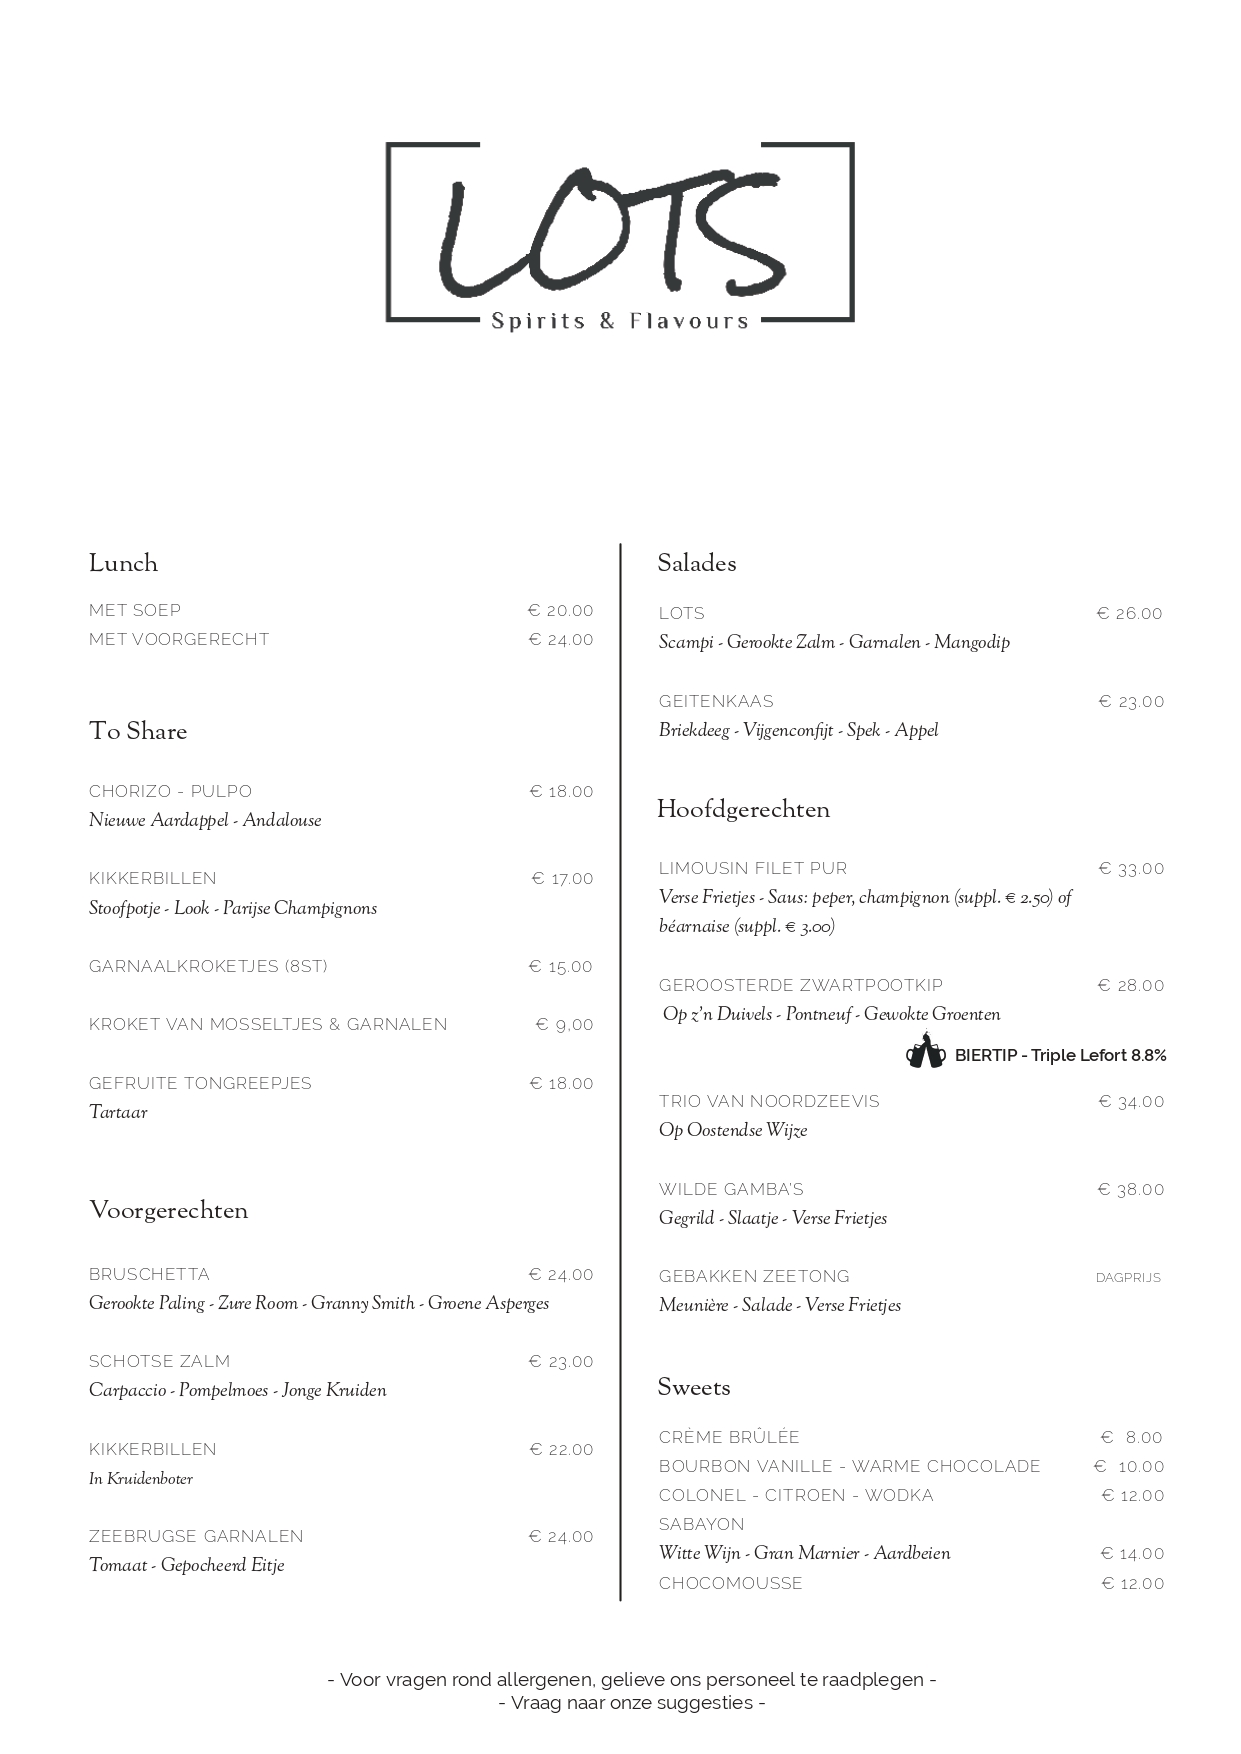 LOTS
Spirits & Flavours
Lunch
MET SOEP € 20.00
MET VOORGERECHT € 24.00
To Share
CHORIZO - PULPO € 18.00
Nieuwe Aardappel - Andalouse
KIKKERBILLEN € 17.00
Stoofpotje - Look - Parijse Champignons
GARNAALKROKETJES (8ST) € 15.00
KROKET VAN MOSSELTJES & GARNALEN € 9,00
GEFRUITE TONGREEPJES € 18.00
Tartaar
Voorgerechten
BRUSCHETTA € 24.00
Gerookte Paling - Zure Room - Granny Smith - Groene Asperges
SCHOTSE ZALM € 23.00
Carpaccio - Pompelmoes - Jonge Kruiden
KIKKERBILLEN € 22.00
In Kruidenboter
ZEEBRUGSE GARNALEN € 24.00
Tomaat - Gepocheerd Eitje
Salades
LOTS € 26.00
Scampi - Gerookte Zalm - Garnalen - Mangodip
GEITENKAAS € 23.00
Briekdeeg - Vijgenconfijt - Spek - Appel
Hoofdgerechten
LIMOUSIN FILET PUR € 33.00
Verse Frietjes - Saus: peper, champignon (suppl. € 2.50) of
béarnaise (suppl. € 3.00)
GEROOSTERDE ZWARTPOOTKIP € 28.00
Op z'n Duivels - Pontneuf - Gewokte Groenten
BIERTIP - Triple Lefort 8.8%
TRIO VAN NOORDZEEVIS € 34.00
Op Oostendse Wijze
WILDE GAMBA'S € 38.00
Gegrild - Slaatje - Verse Frietjes
GEBAKKEN ZEETONG DAGPRIJS
Meunière - Salade - Verse Frietjes
Sweets
CRÈME BRÛLÉE € 8.00
BOURBON VANILLE - WARME CHOCOLADE € 10.00
COLONEL - CITROEN - WODKA € 12.00
SABAYON
Witte Wijn - Gran Marnier - Aardbeien € 14.00
CHOCOMOUSSE € 12.00
- Voor vragen rond allergenen, gelieve ons personeel te raadplegen -
- Vraag naar onze suggesties -